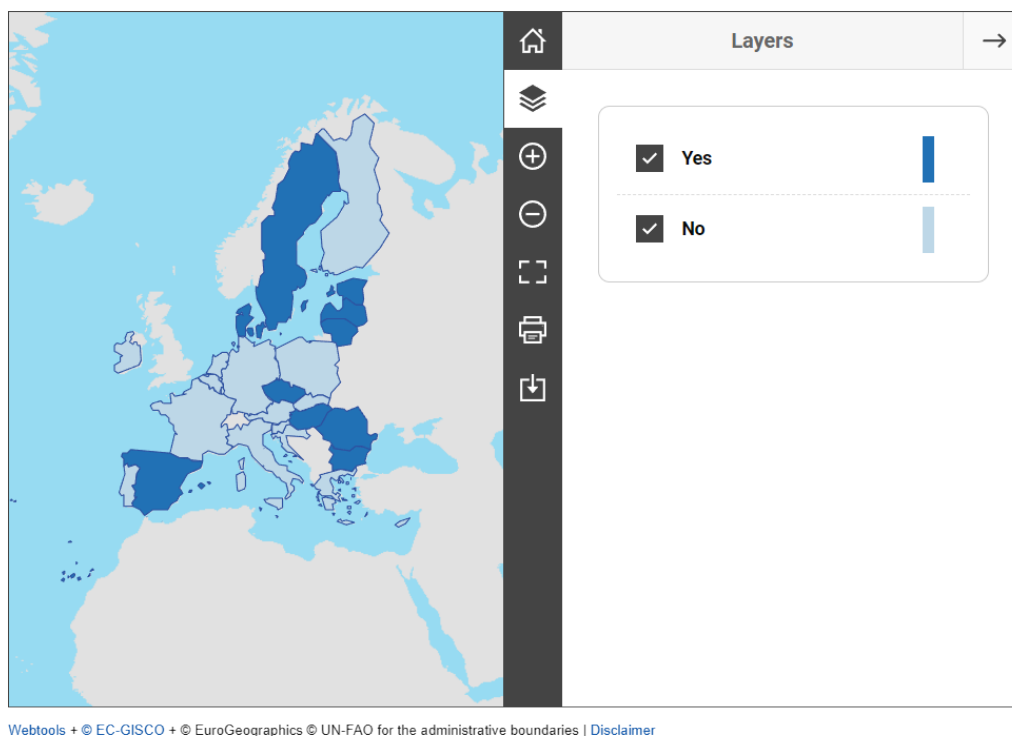 Layers
Yes
No
Webtools + © EC-GISCO + © EuroGeographics © UN-FAO for the administrative boundaries | Disclaimer